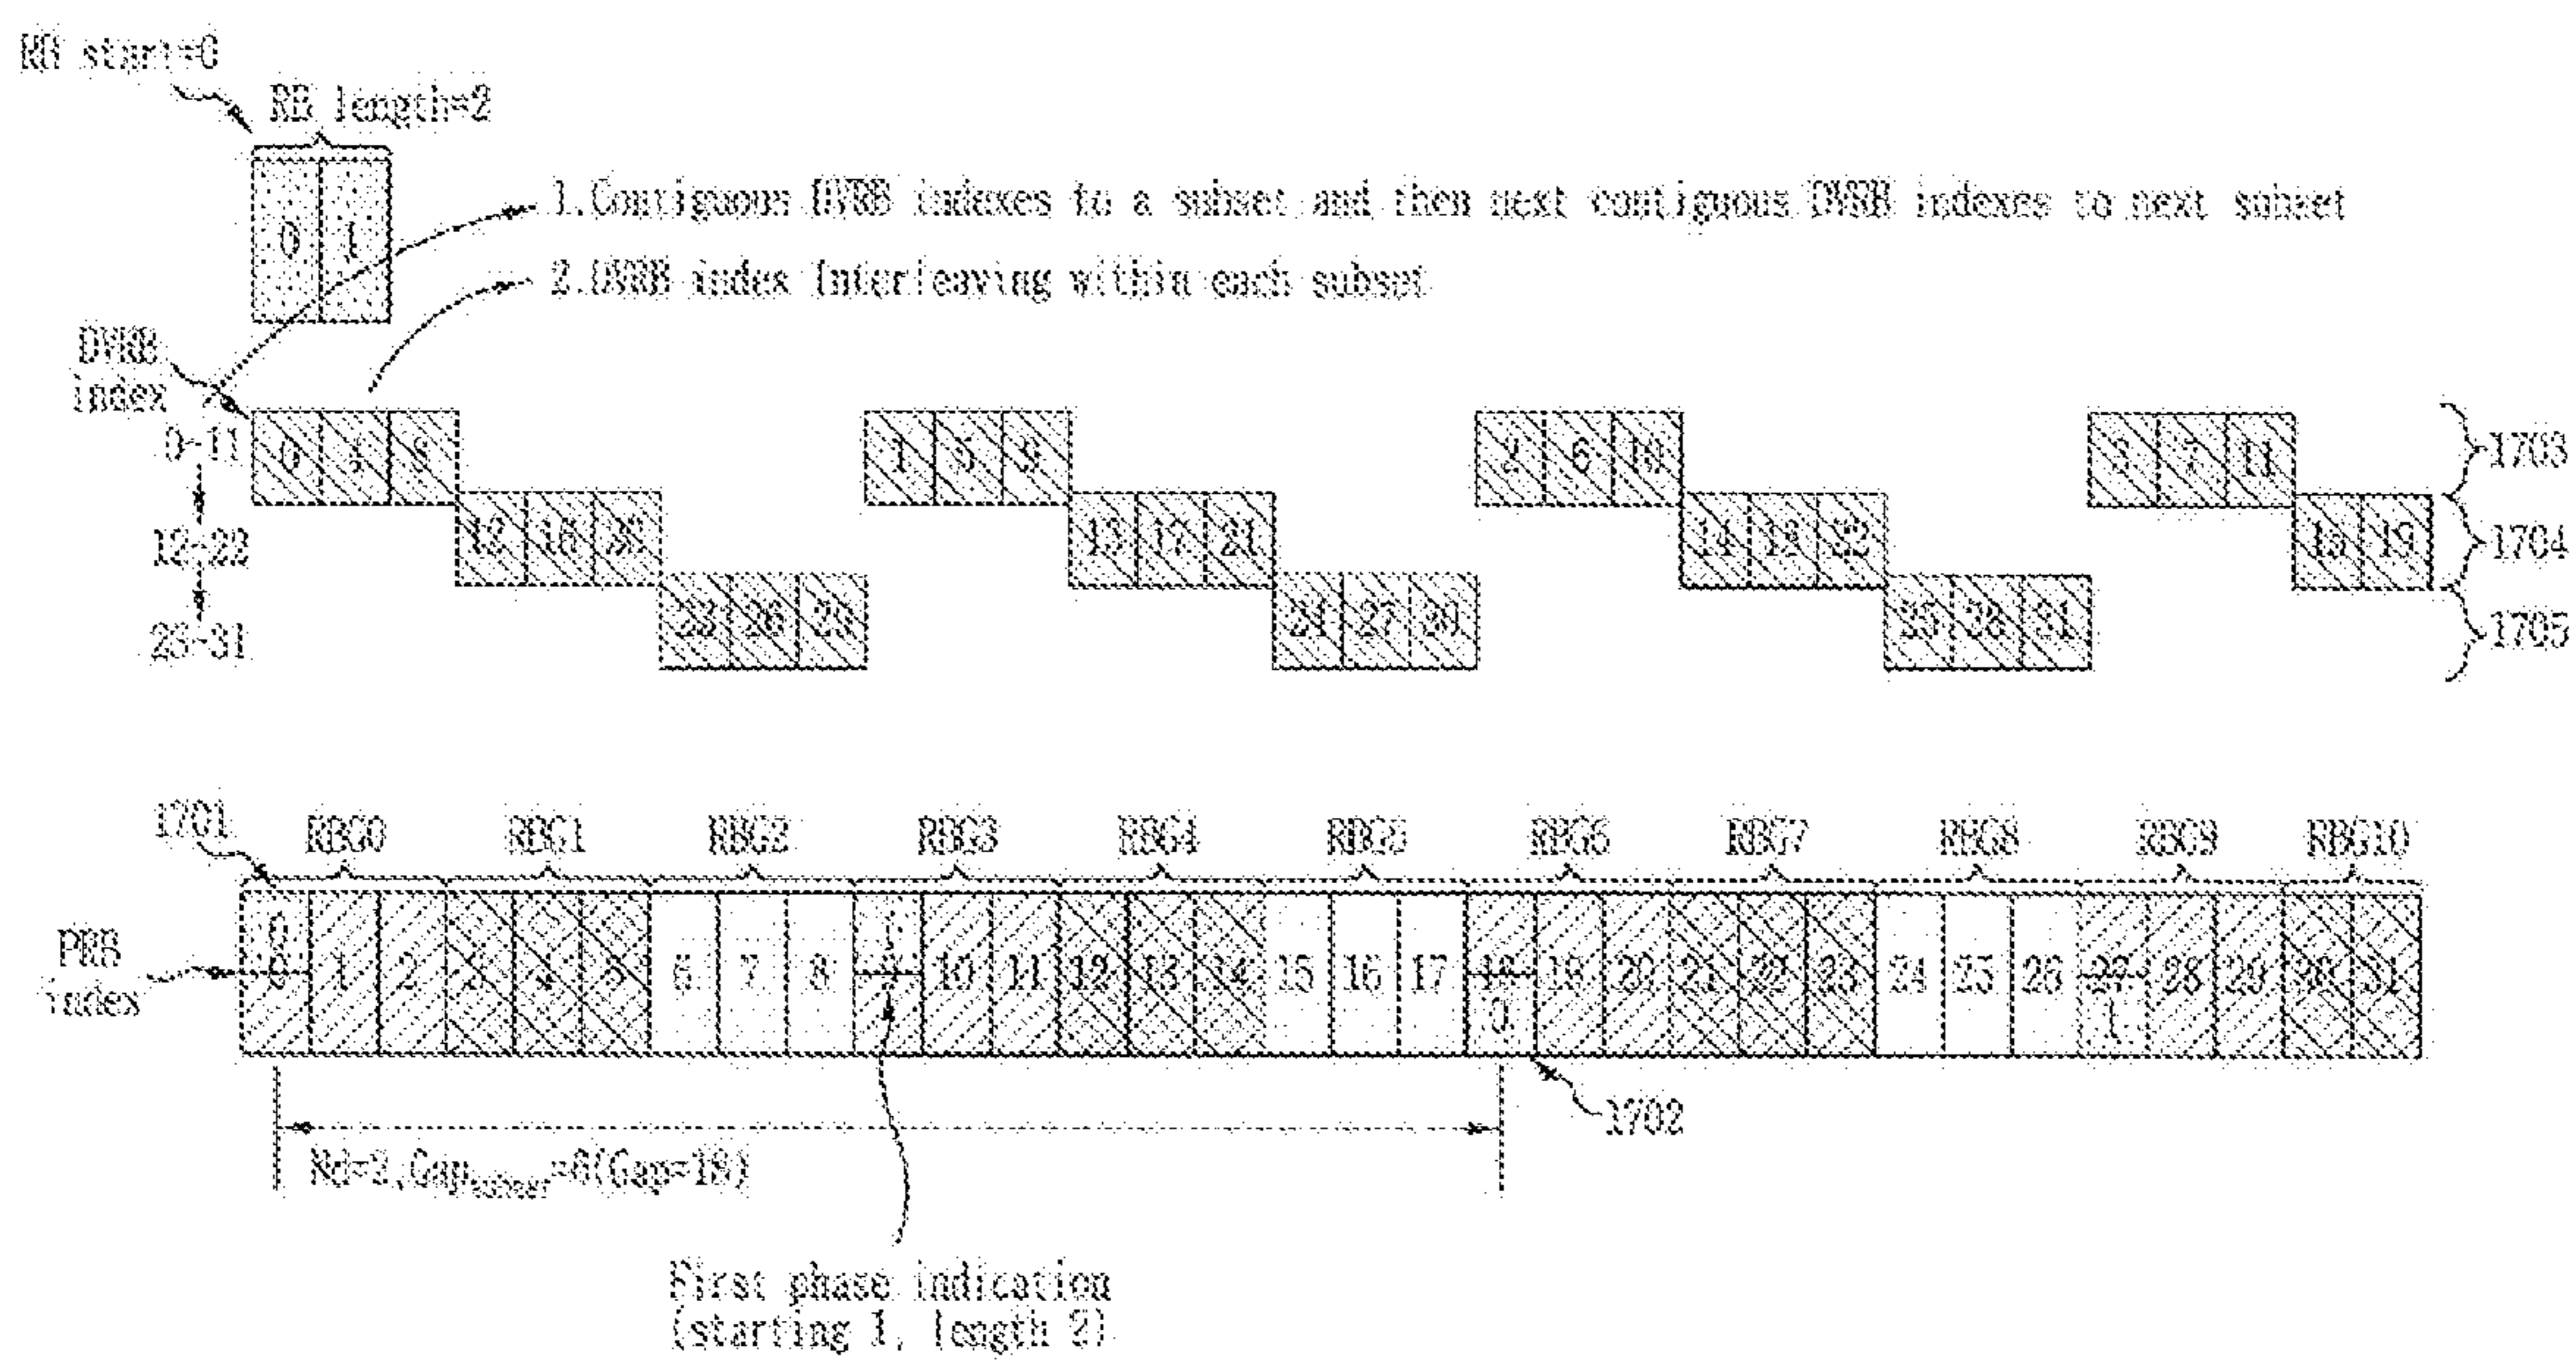 RB start=0
RB length=2
0 1
1.Contiguous DVRB indexes to a subset and then next contiguous DVRB indexes to next subset
2.DVRB index Interleaving within each subset
DVRB
index
0~11
0 4 8 1 5 9 2 6 10 3 7 11
1703
12~22
12 16 20 13 17 21 14 18 22 15 19
1704
23~31
23 26 29 24 27 30 25 28 31
1705
1701
RBG0 RBG1 RBG2 RBG3 RBG4 RBG5 RBG6 RBG7 RBG8 RBG9 RBG10
0 1
PRB
index
0 1 2 3 4 5 6 7 8 9 10 11 12 13 14 15 16 17 18 19 20 21 22 23 24 25 26 27 28 29 30 31
0 1
1702
Nd=2,Gap subset=6(Gap=18)
First phase indication
(starting 1, length 2)